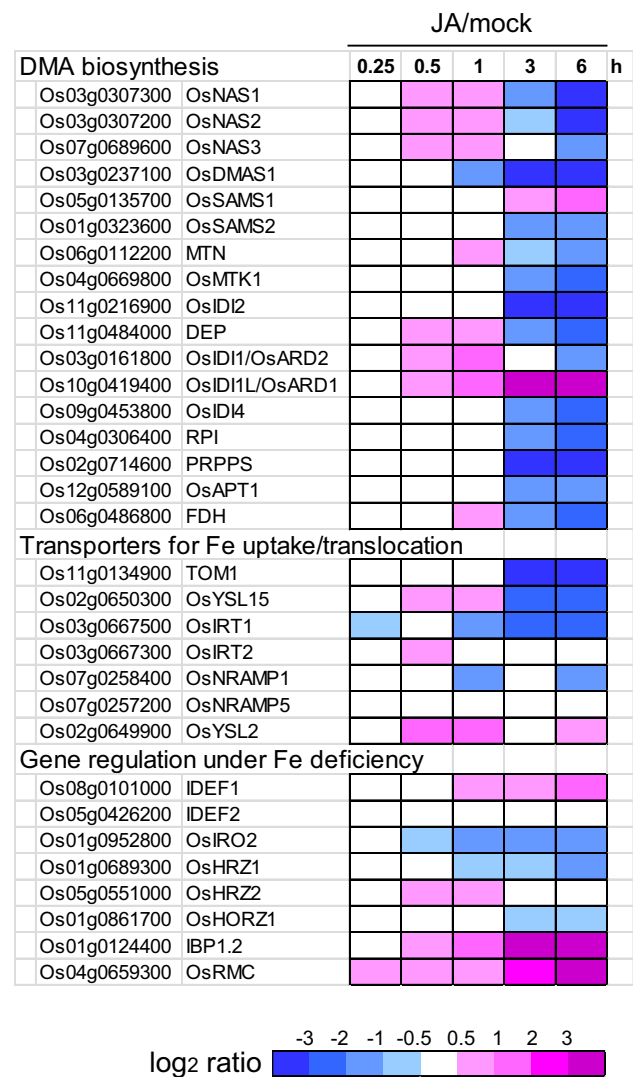 JA/mock
DMA biosynthesis 0.25 0.5 1 3 6 h
Os03g0307300 OsNAS1
Os03g0307200 OsNAS2
Os07g0689600 OsNAS3
Os03g0237100 OsDMAS1
Os05g0135700 OsSAMS1
Os01g0323600 OsSAMS2
Os06g0112200 MTN
Os04g0669800 OsMTK1
Os11g0216900 OsIDI2
Os11g0484000 DEP
Os03g0161800 OsIDI1/OsARD2
Os10g0419400 OsIDI1L/OsARD1
Os09g0453800 OsIDI4
Os04g0306400 RPI
Os02g0714600 PRPPS
Os12g0589100 OsAPT1
Os06g0486800 FDH
Transporters for Fe uptake/translocation
Os11g0134900 TOM1
Os02g0650300 OsYSL15
Os03g0667500 OsIRT1
Os03g0667300 OsIRT2
Os07g0258400 OsNRAMP1
Os07g0257200 OsNRAMP5
Os02g0649900 OsYSL2
Gene regulation under Fe deficiency
Os08g0101000 IDEF1
Os05g0426200 IDEF2
Os01g0952800 OsIRO2
Os01g0689300 OsHRZ1
Os05g0551000 OsHRZ2
Os01g0861700 OsHORZ1
Os01g0124400 IBP1.2
Os04g0659300 OsRMC
-3 -2 -1 -0.5 0.5 1 2 3
log2 ratio